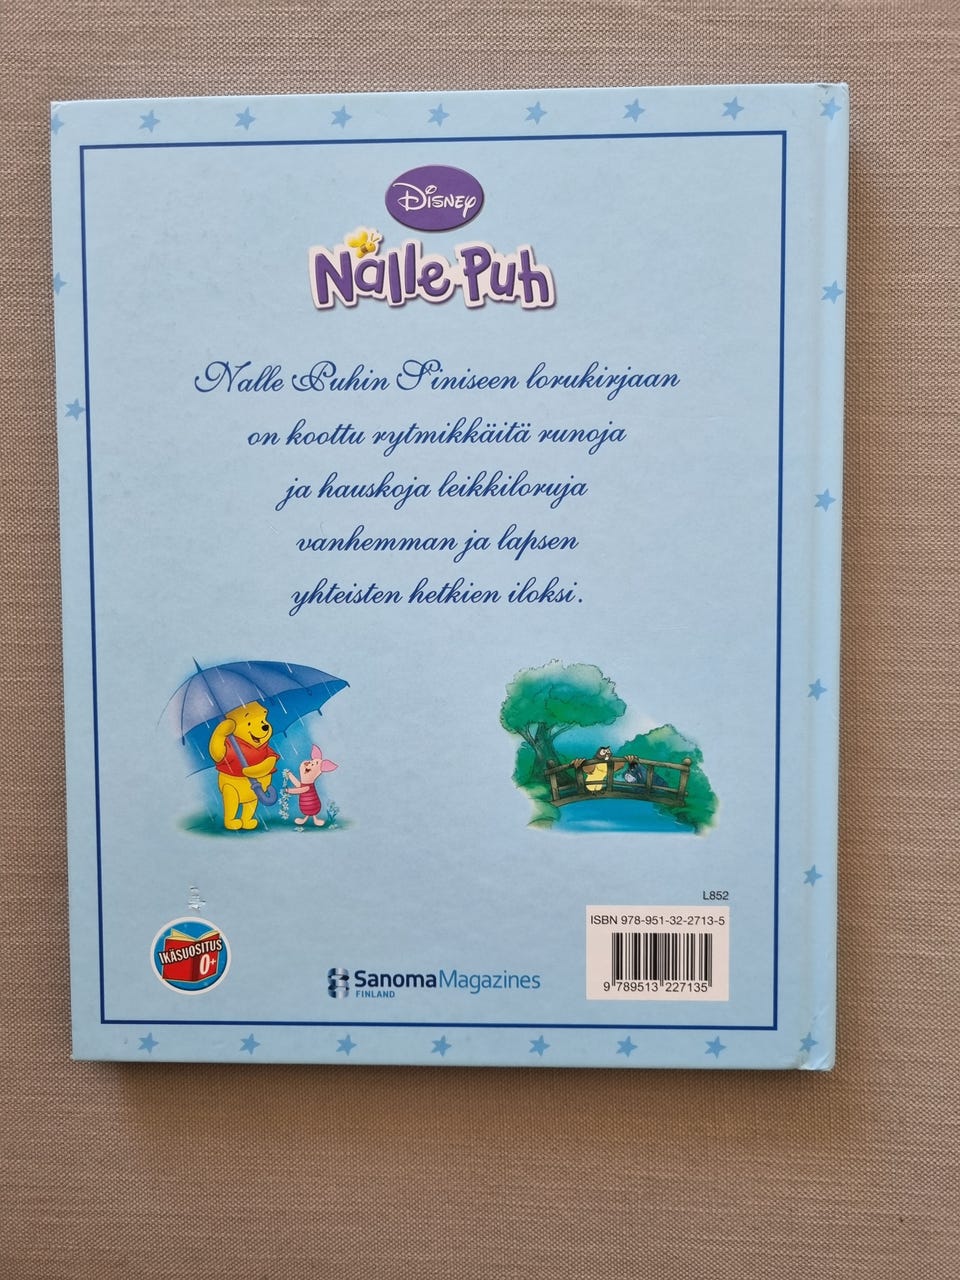 Disney
Nalle Puh
Nalle Puhin Siniseen lorukirjaan
on koottu rytmikkäitä runoja
ja hauskoja leikkiloruja
vanhemman ja lapsen
yhteisten hetkien iloksi.
L852
ISBN 978-951-32-2713-5
9 789513 227135
IKÄSUOSITUS
0+
SanomaMagazines
FINLAND